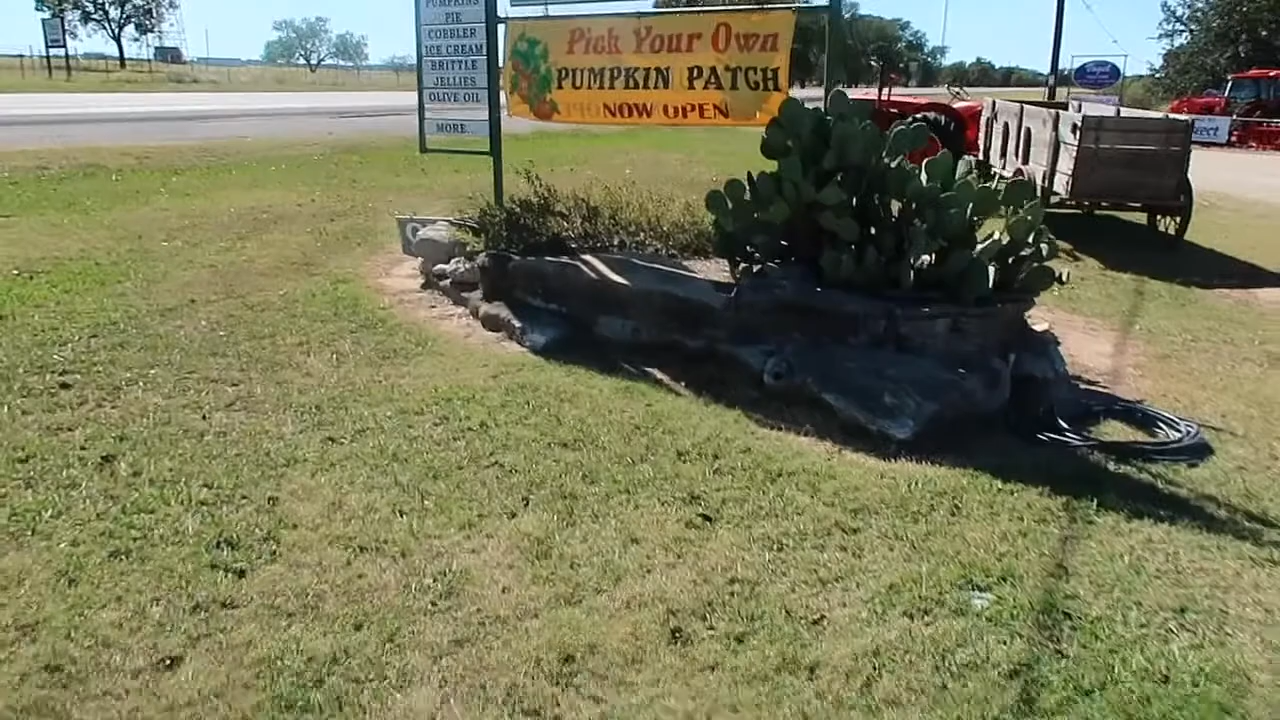 PUMPKINS
PIE
COBBLER
ICE CREAM
BRITTLE
JELLIES
OLIVE OIL
MORE...
Pick Your Own
PUMPKIN PATCH
NOW OPEN